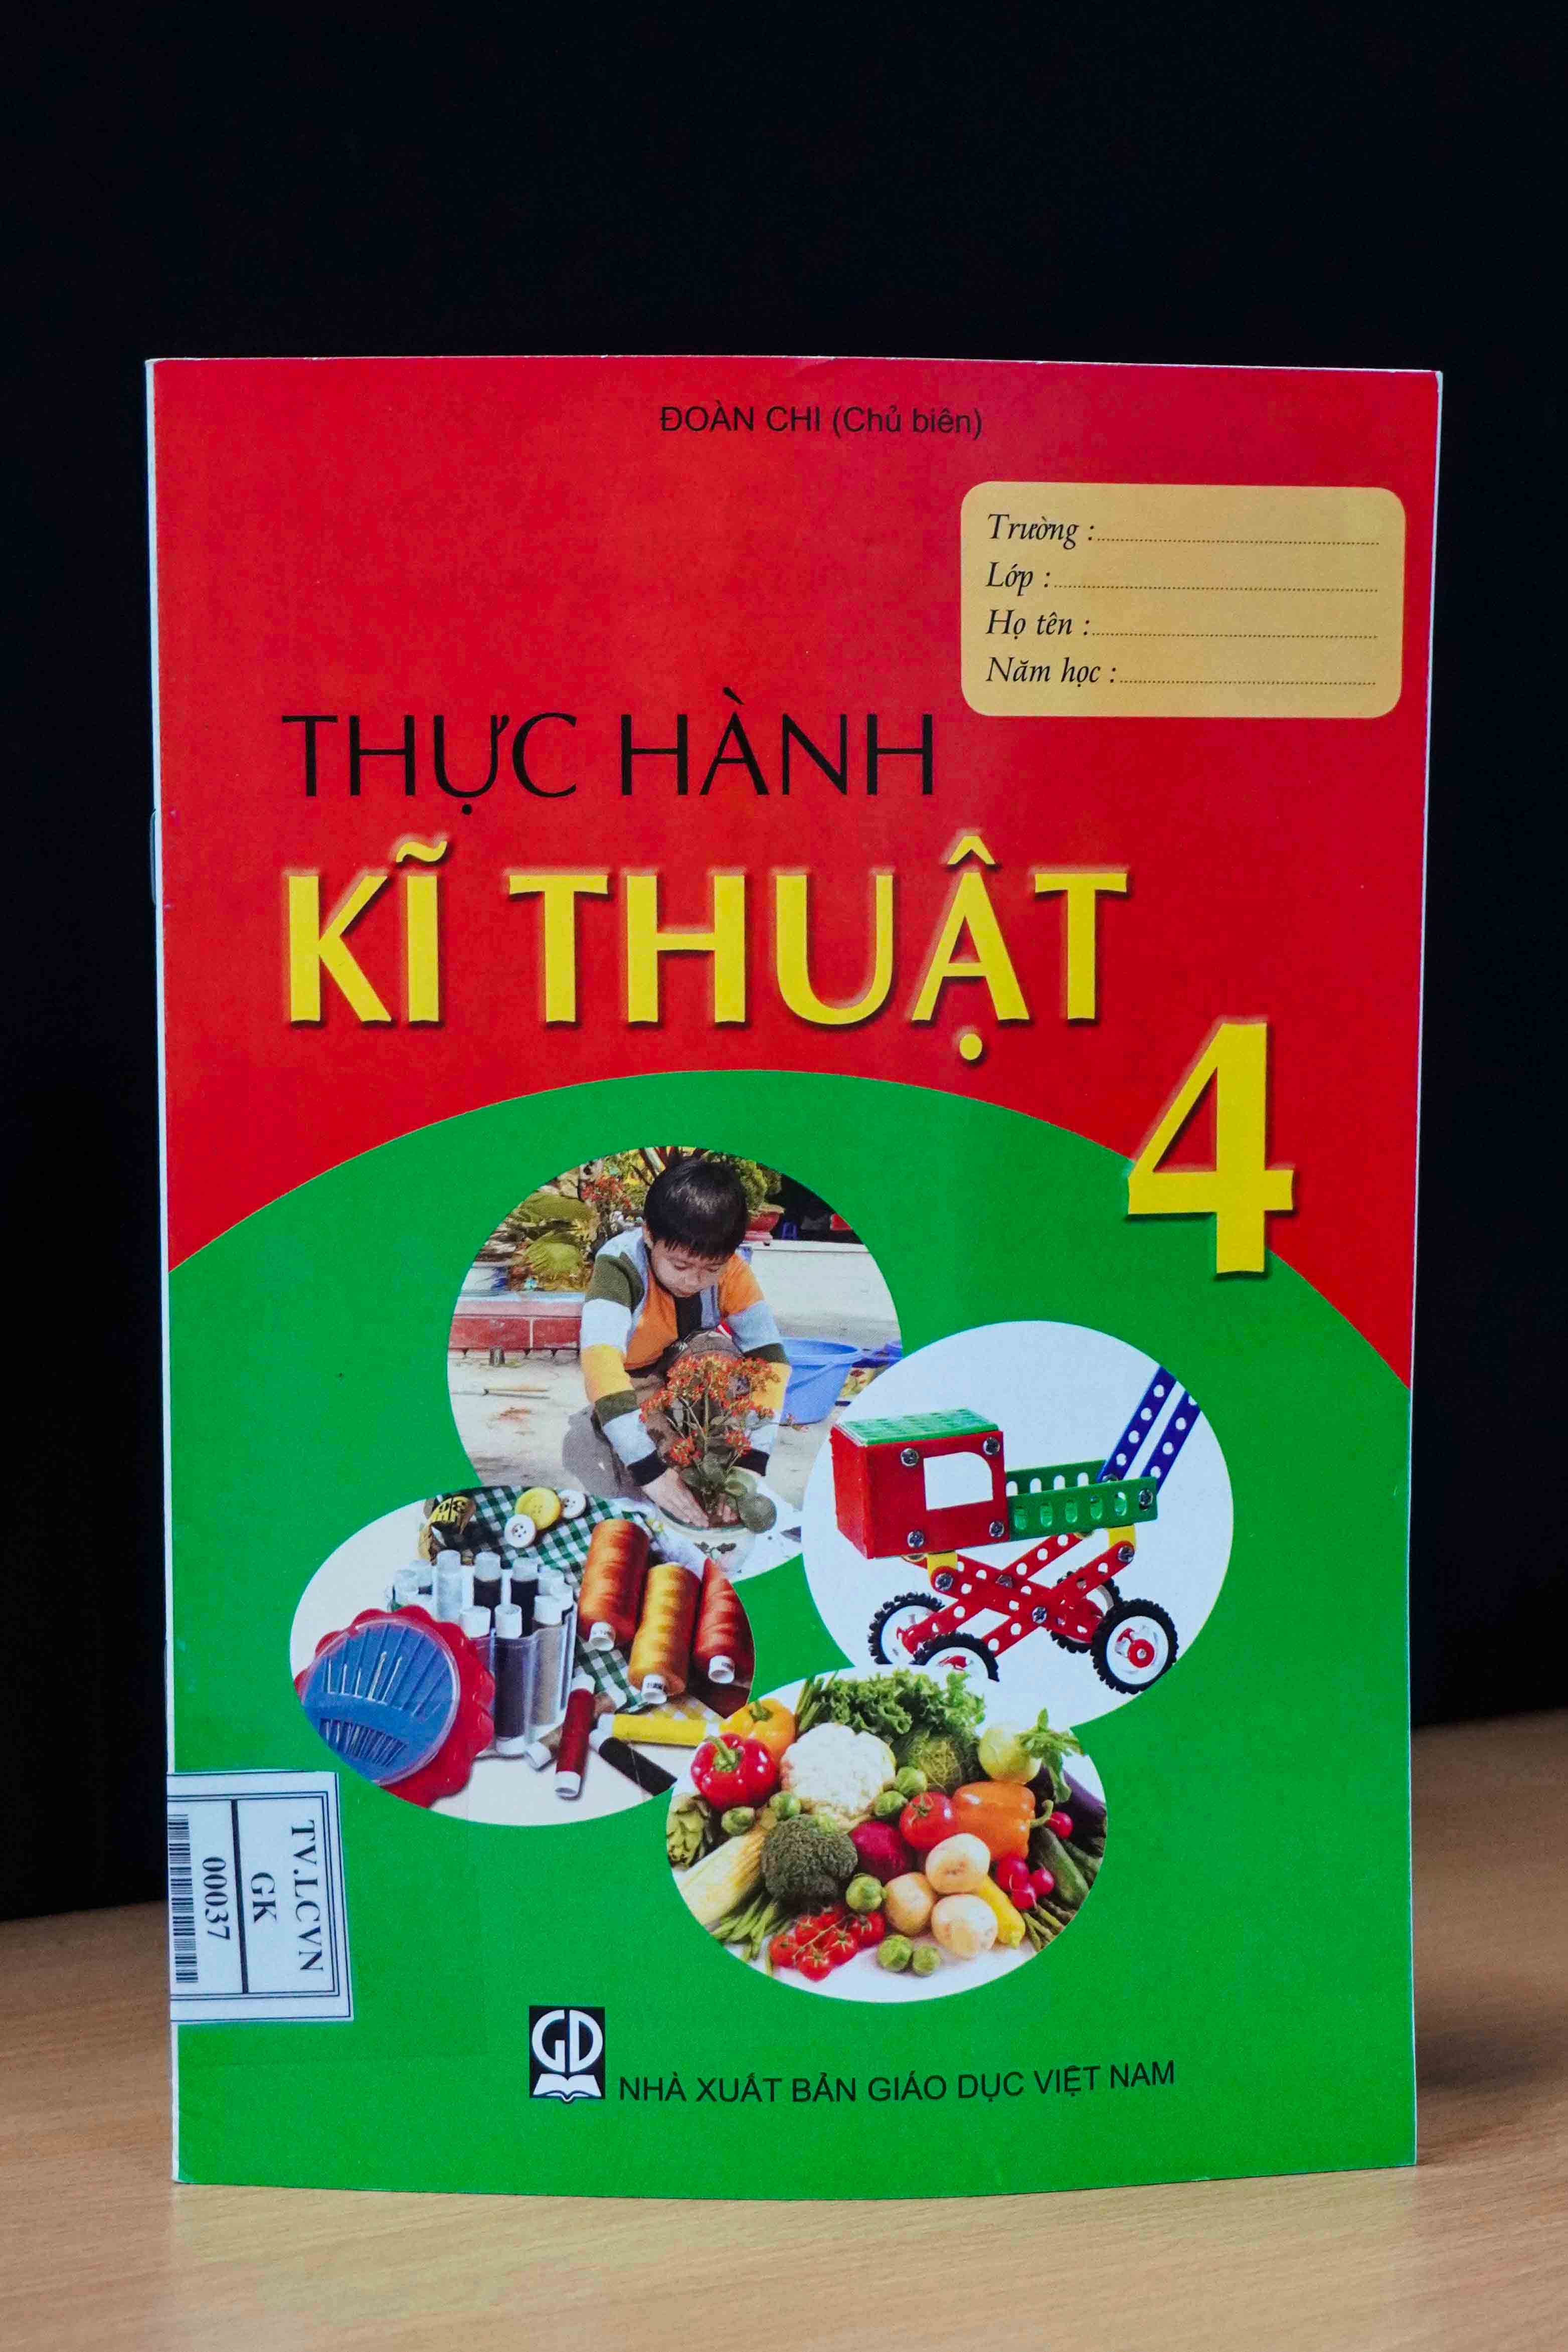 ĐOÀN CHI (Chủ biên)
Trường :
Lớp :
Họ tên :
Năm học :
THỰC HÀNH
KĨ THUẬT
4
TV.LCVN
GK
00037
GD
NHÀ XUẤT BẢN GIÁO DỤC VIỆT NAM